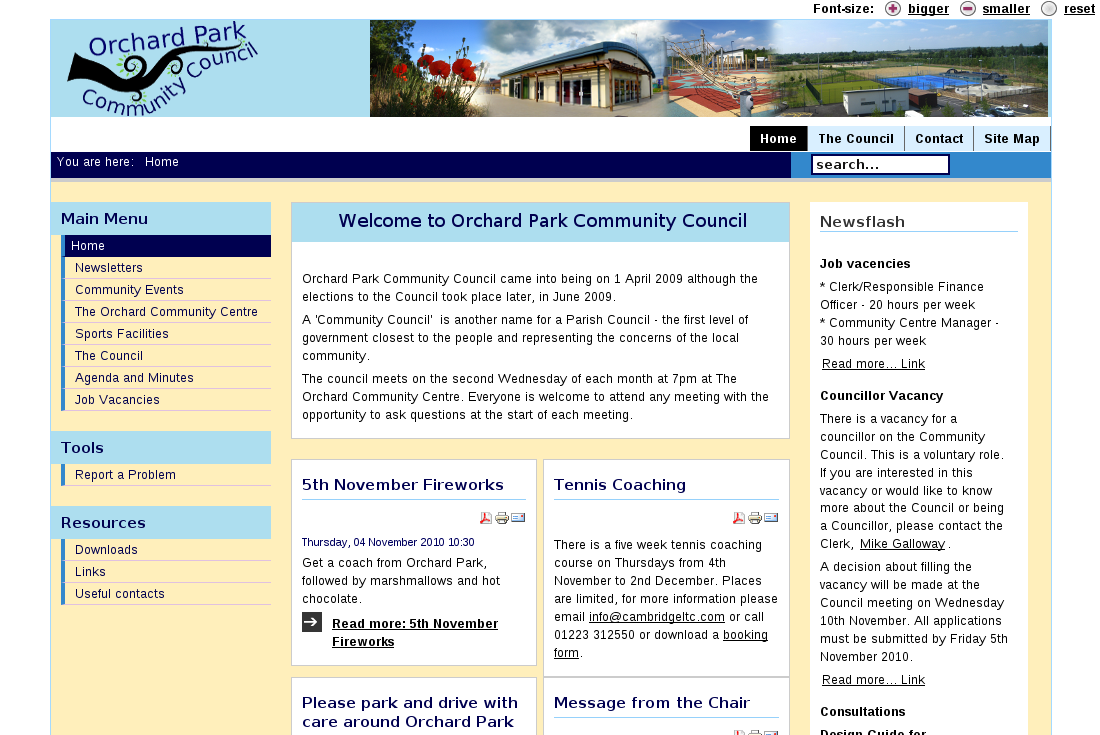 Font-size: bigger smaller reset
Orchard Park
Community Council
Home The Council Contact Site Map
You are here: Home
search...
Main Menu
Home
Newsletters
Community Events
The Orchard Community Centre
Sports Facilities
The Council
Agenda and Minutes
Job Vacancies
Tools
Report a Problem
Resources
Downloads
Links
Useful contacts
Welcome to Orchard Park Community Council
Orchard Park Community Council came into being on 1 April 2009 although the
elections to the Council took place later, in June 2009.
A 'Community Council' is another name for a Parish Council - the first level of
government closest to the people and representing the concerns of the local
community.
The council meets on the second Wednesday of each month at 7pm at The
Orchard Community Centre. Everyone is welcome to attend any meeting with the
opportunity to ask questions at the start of each meeting.
5th November Fireworks
Thursday, 04 November 2010 10:30
Get a coach from Orchard Park,
followed by marshmallows and hot
chocolate.
Read more: 5th November
Fireworks
Tennis Coaching
There is a five week tennis coaching
course on Thursdays from 4th
November to 2nd December. Places
are limited, for more information please
email info@cambridgeltc.com or call
01223 312550 or download a booking
form.
Please park and drive with
care around Orchard Park
Message from the Chair
Newsflash
Job vacancies
* Clerk/Responsible Finance
Officer - 20 hours per week
* Community Centre Manager -
30 hours per week
Read more... Link
Councillor Vacancy
There is a vacancy for a
councillor on the Community
Council. This is a voluntary role.
If you are interested in this
vacancy or would like to know
more about the Council or being
a Councillor, please contact the
Clerk, Mike Galloway.
A decision about filling the
vacancy will be made at the
Council meeting on Wednesday
10th November. All applications
must be submitted by Friday 5th
November 2010.
Read more... Link
Consultations
Design Guide for